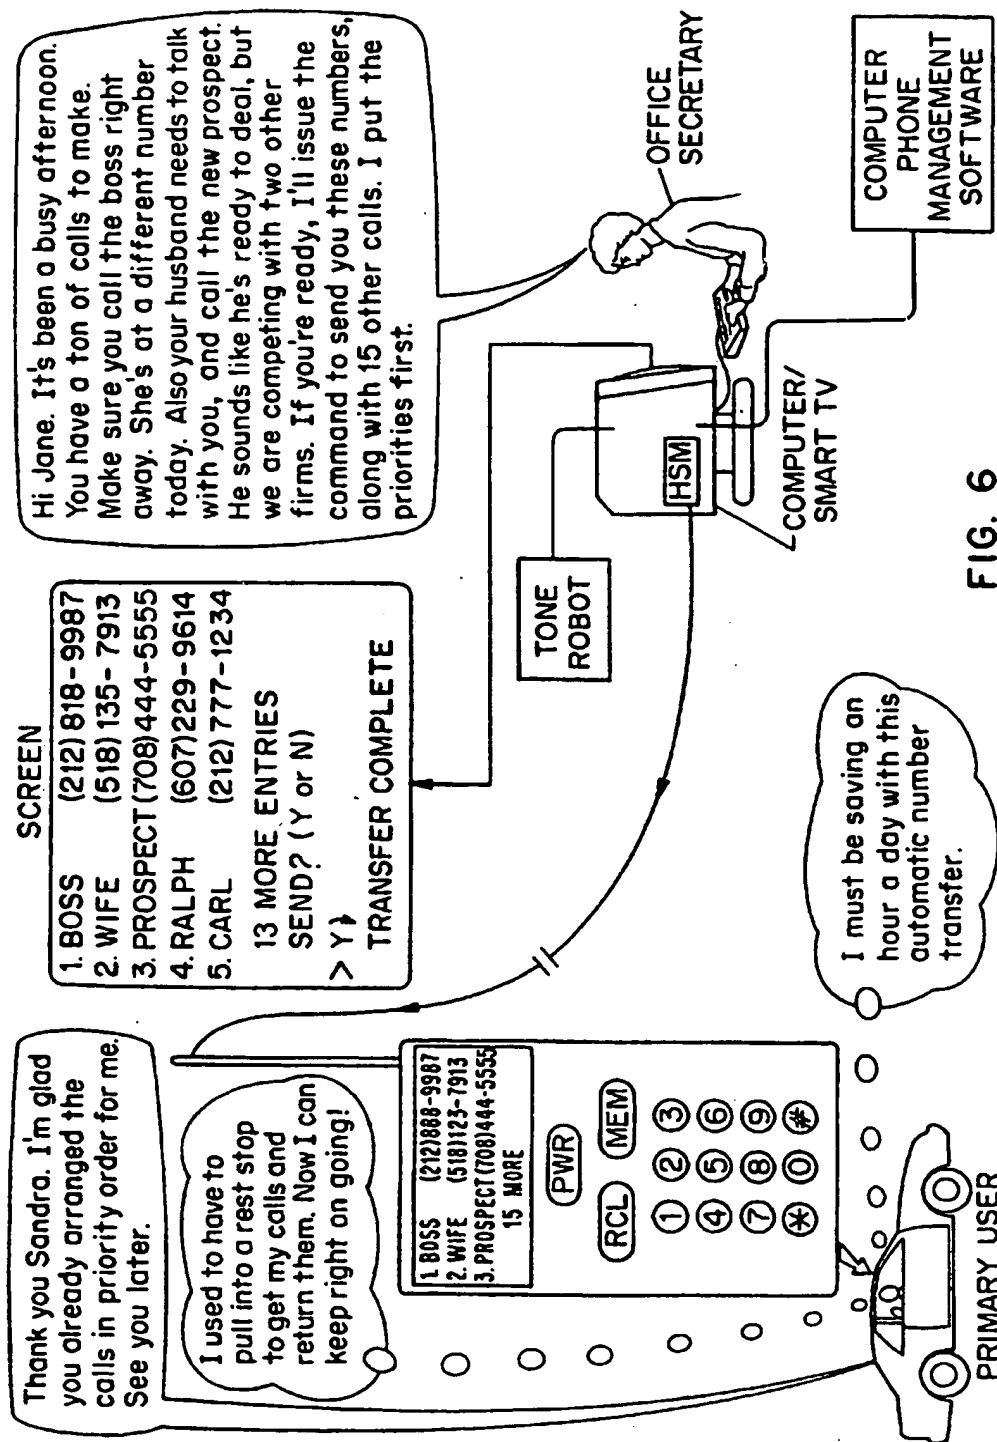 Thank you Sandra. I'm glad
you already arranged the
calls in priority order for me.
See you later.
I used to have to
pull into a rest stop
to get my calls and
return them. Now I can
keep right on going!
SCREEN
1. BOSS (212) 818-9987
2. WIFE (518) 135-7913
3. PROSPECT (708) 444-5555
4. RALPH (607) 229-9614
5. CARL (212) 777-1234
13 MORE ENTRIES
SEND? (Y or N)
> Y
TRANSFER COMPLETE
Hi Jane. It's been a busy afternoon.
You have a ton of calls to make.
Make sure you call the boss right
away. She's at a different number
today. Also your husband needs to talk
with you, and call the new prospect.
He sounds like he's ready to deal, but
we are competing with two other
firms. If you're ready, I'll issue the
command to send you these numbers,
along with 15 other calls. I put the
priorities first.
1. BOSS (212) 888-9987
2. WIFE (518) 123-7913
3. PROSPECT (708) 444-5555
15 MORE
PWR
RCL MEM
1 2 3
4 5 6
7 8 9
* 0 #
TONE
ROBOT
HSM
COMPUTER/
SMART TV
OFFICE
SECRETARY
COMPUTER
PHONE
MANAGEMENT
SOFTWARE
I must be saving an
hour a day with this
automatic number
transfer.
PRIMARY USER
FIG. 6